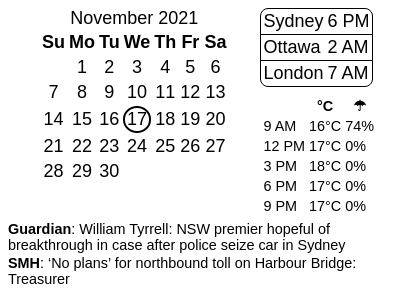 November 2021
Su Mo Tu We Th Fr Sa
1 2 3 4 5 6
7 8 9 10 11 12 13
14 15 16 17 18 19 20
21 22 23 24 25 26 27
28 29 30
Sydney 6 PM
Ottawa 2 AM
London 7 AM
°C ☂
9 AM 16°C 74%
12 PM 17°C 0%
3 PM 18°C 0%
6 PM 17°C 0%
9 PM 17°C 0%
Guardian: William Tyrrell: NSW premier hopeful of
breakthrough in case after police seize car in Sydney
SMH: ‘No plans’ for northbound toll on Harbour Bridge:
Treasurer